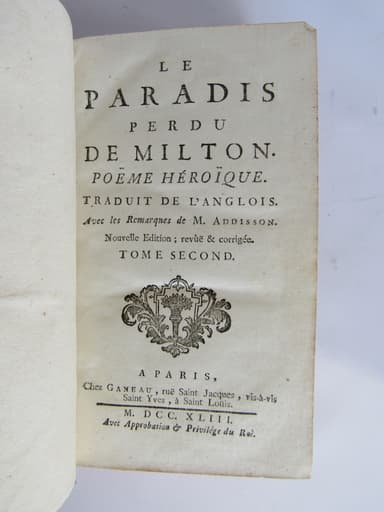 LE
PARADIS
PERDU
DE MILTON.
POËME HÉROÏQUE.
TRADUIT DE L'ANGLOIS.
Avec les Remarques de M. ADDISSON.
Nouvelle Edition ; revûë & corrigée.
TOME SECOND.
A PARIS,
Chez GANEAU, ruë Saint Jacques, vis-à-vis
Saint Yves, à Saint Louis.
M. DCC. XLIII.
Avec Approbation & Privilége du Roi.